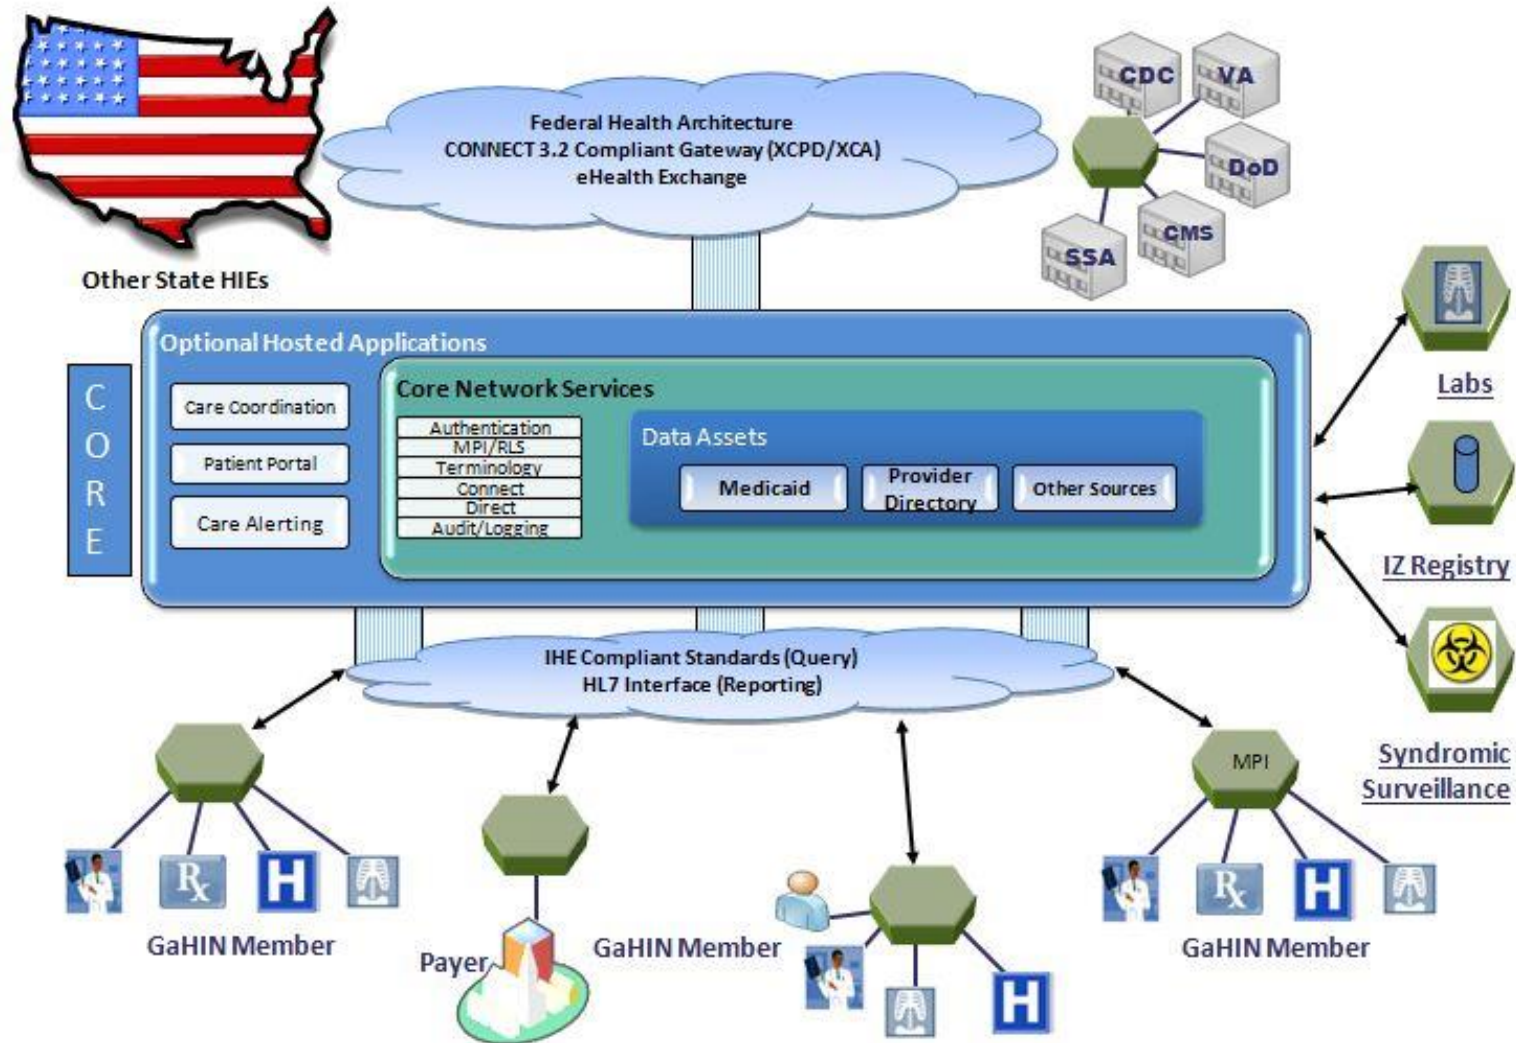 CDC
VA
DoD
CMS
SSA
Federal Health Architecture
CONNECT 3.2 Compliant Gateway (XCPD/XCA)
eHealth Exchange
Other State HIEs
CORE
Optional Hosted Applications
Care Coordination
Patient Portal
Care Alerting
Core Network Services
Authentication
MPI/RLS
Terminology
Connect
Direct
Audit/Logging
Data Assets
Medicaid
Provider
Directory
Other Sources
Labs
IZ Registry
Syndromic
Surveillance
IHE Compliant Standards (Query)
HL7 Interface (Reporting)
MPI
Rx
H
GaHIN Member
Payer
GaHIN Member
H
Rx
H
GaHIN Member